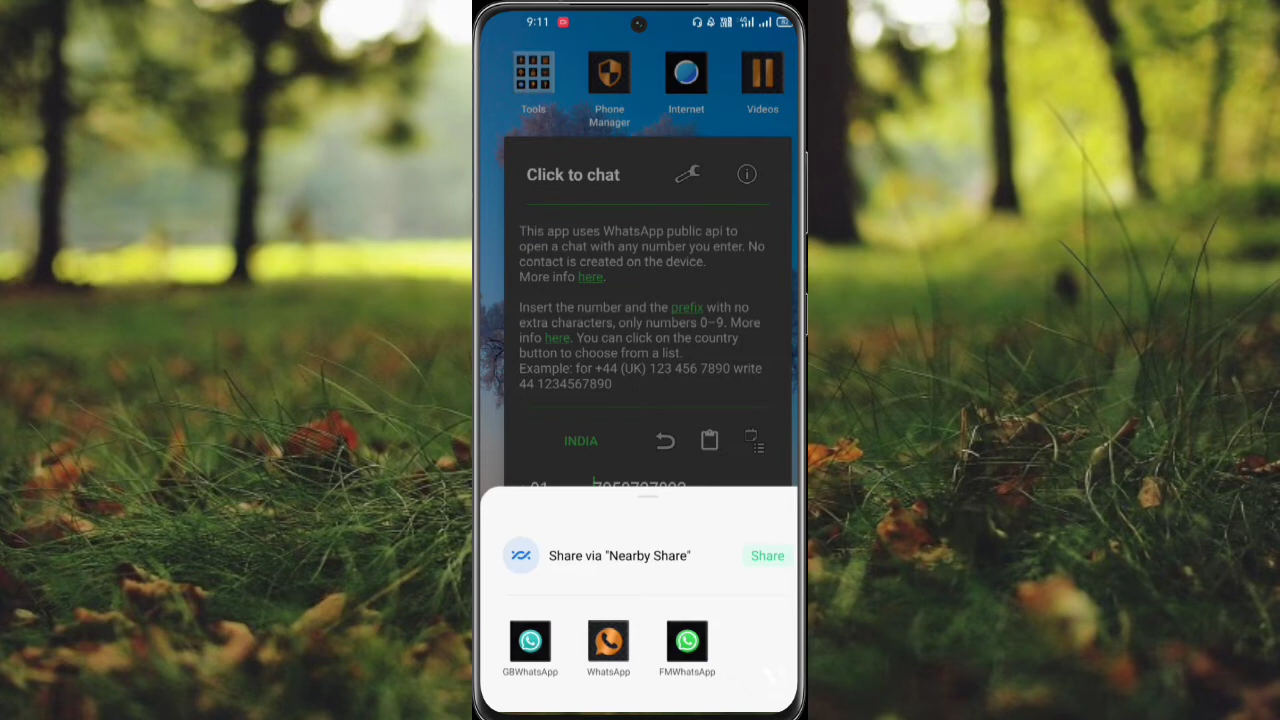 9:11
Tools
Phone
Manager
Internet
Videos
Click to chat
This app uses WhatsApp public api to
open a chat with any number you enter. No
contact is created on the device.
More info here.
Insert the number and the prefix with no
extra characters, only numbers 0–9. More
info here. You can click on the country
button to choose from a list.
Example: for +44 (UK) 123 456 7890 write
44 1234567890
INDIA
Share via "Nearby Share"
Share
GBWhatsApp
WhatsApp
FMWhatsApp